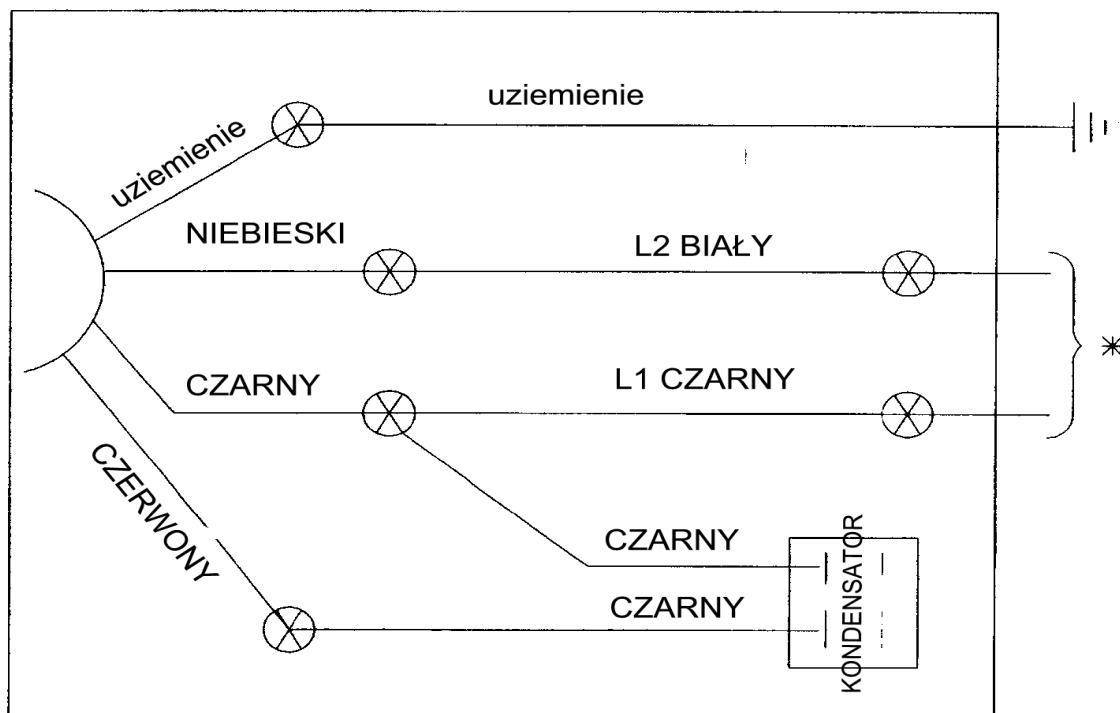 uziemienie
uziemienie
NIEBIESKI
L2 BIAŁY
*
CZARNY
L1 CZARNY
CZERWONY
CZARNY
KONDENSATOR
CZARNY